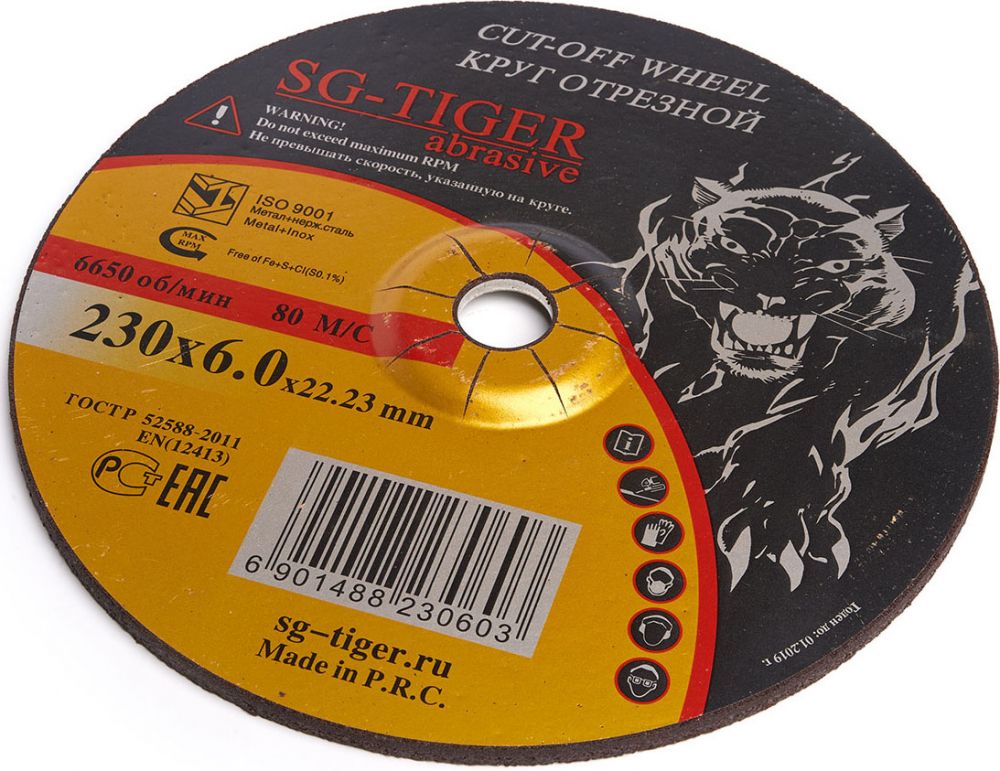 CUT-OFF WHEEL
КРУГ ОТРЕЗНОЙ
SG-TIGER
abrasive
WARNING!
Do not exceed maximum RPM
Не превышать скорость, указанную на круге.
ISO 9001
Метал+нерж.сталь
Metal+Inox
MAX
RPM
Free of Fe+S+Cl(S0.1%)
6650 об/мин 80 М/С
230x6.0x22.23 mm
ГОСТ Р 52588-2011
EN(12413)
РСТ EAC
6 901488 230603
sg-tiger.ru
Made in P.R.C.
Годен до: 01.2019 г.